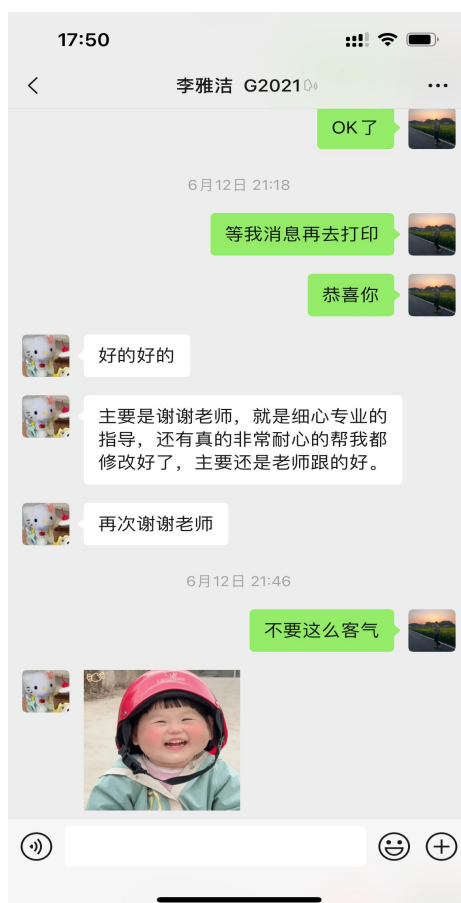 17:50
李雅洁 G2021
OK了
6月12日 21:18
等我消息再去打印
恭喜你
好的好的
主要是谢谢老师，就是细心专业的
指导，还有真的非常耐心的帮我都
修改好了，主要还是老师跟的好。
再次谢谢老师
6月12日 21:46
不要这么客气